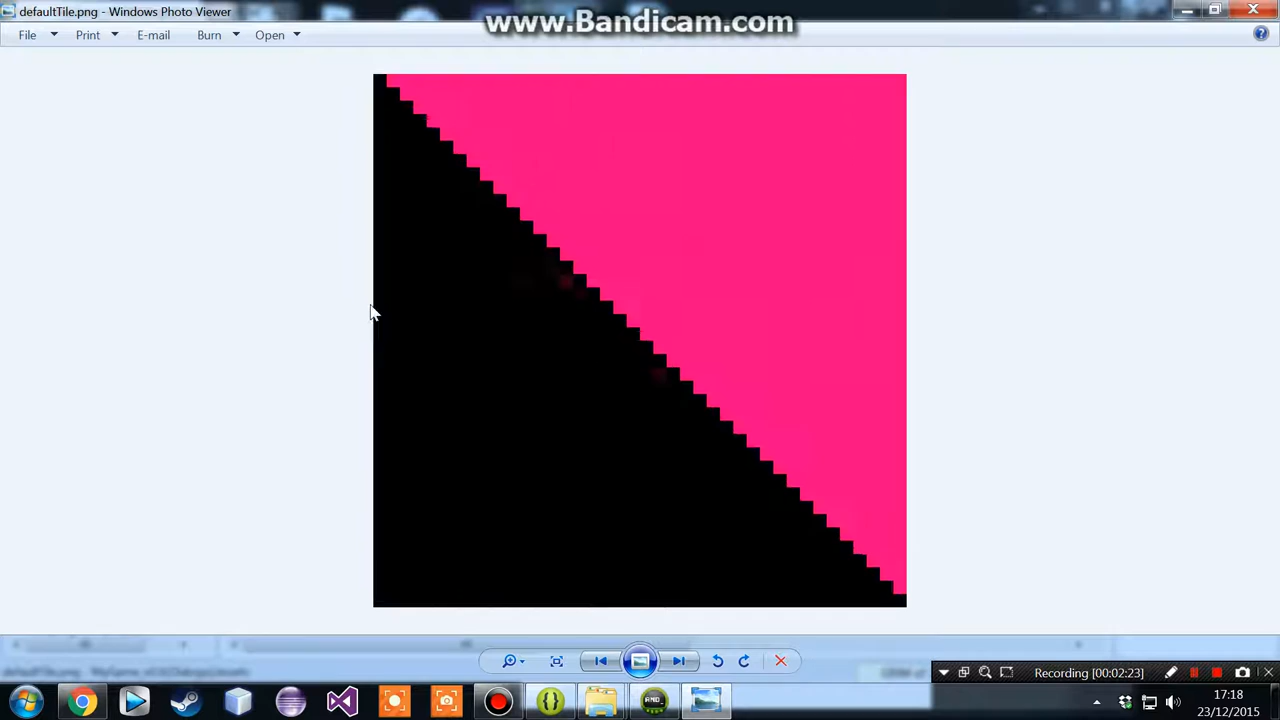 defaultTile.png - Windows Photo Viewer
www.Bandicam.com
File Print E-mail Burn Open
Recording [00:02:23]
17:18
23/12/2015